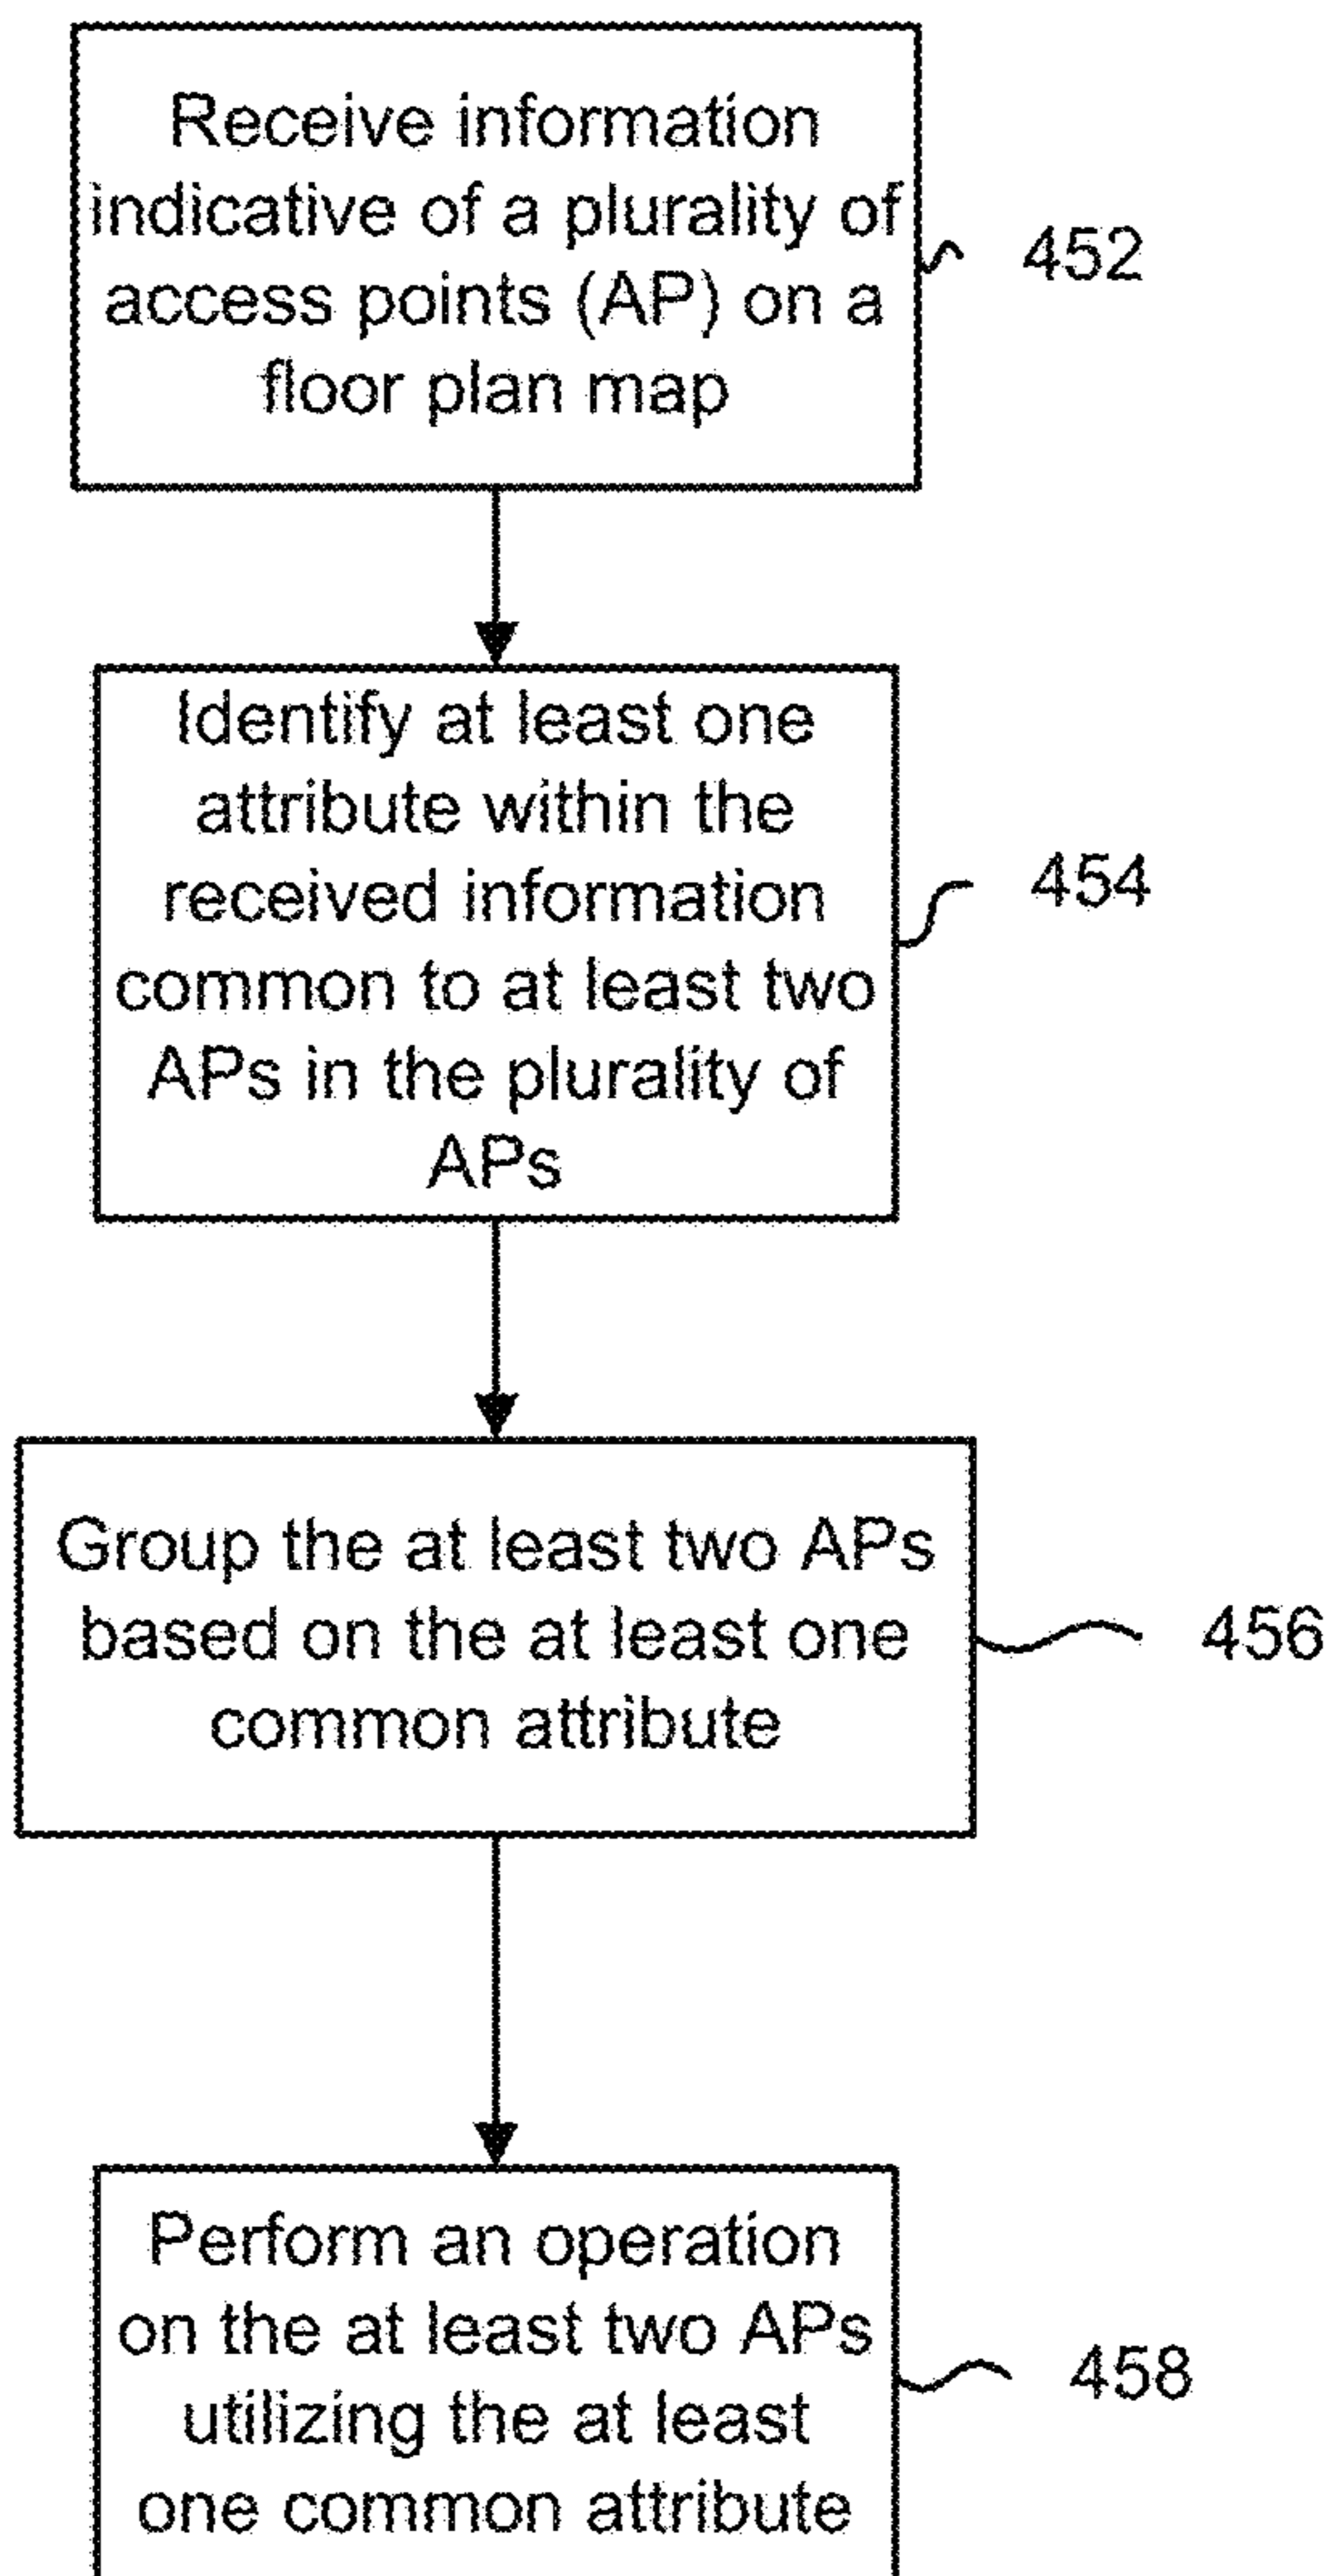 Receive information
indicative of a plurality of
access points (AP) on a
floor plan map
452
Identify at least one
attribute within the
received information
common to at least two
APs in the plurality of
APs
454
Group the at least two APs
based on the at least one
common attribute
456
Perform an operation
on the at least two APs
utilizing the at least
one common attribute
458